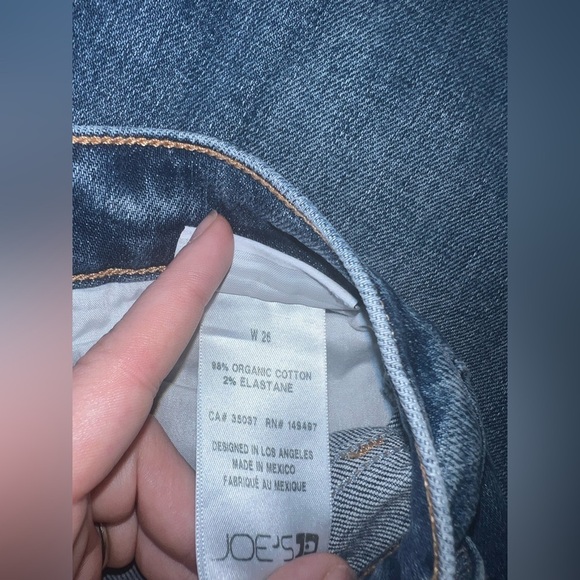 W 26
98% ORGANIC COTTON
2% ELASTANE
CA# 35037 RN# 149497
DESIGNED IN LOS ANGELES
MADE IN MEXICO
FABRIQUÉ AU MEXIQUE
JOE'S